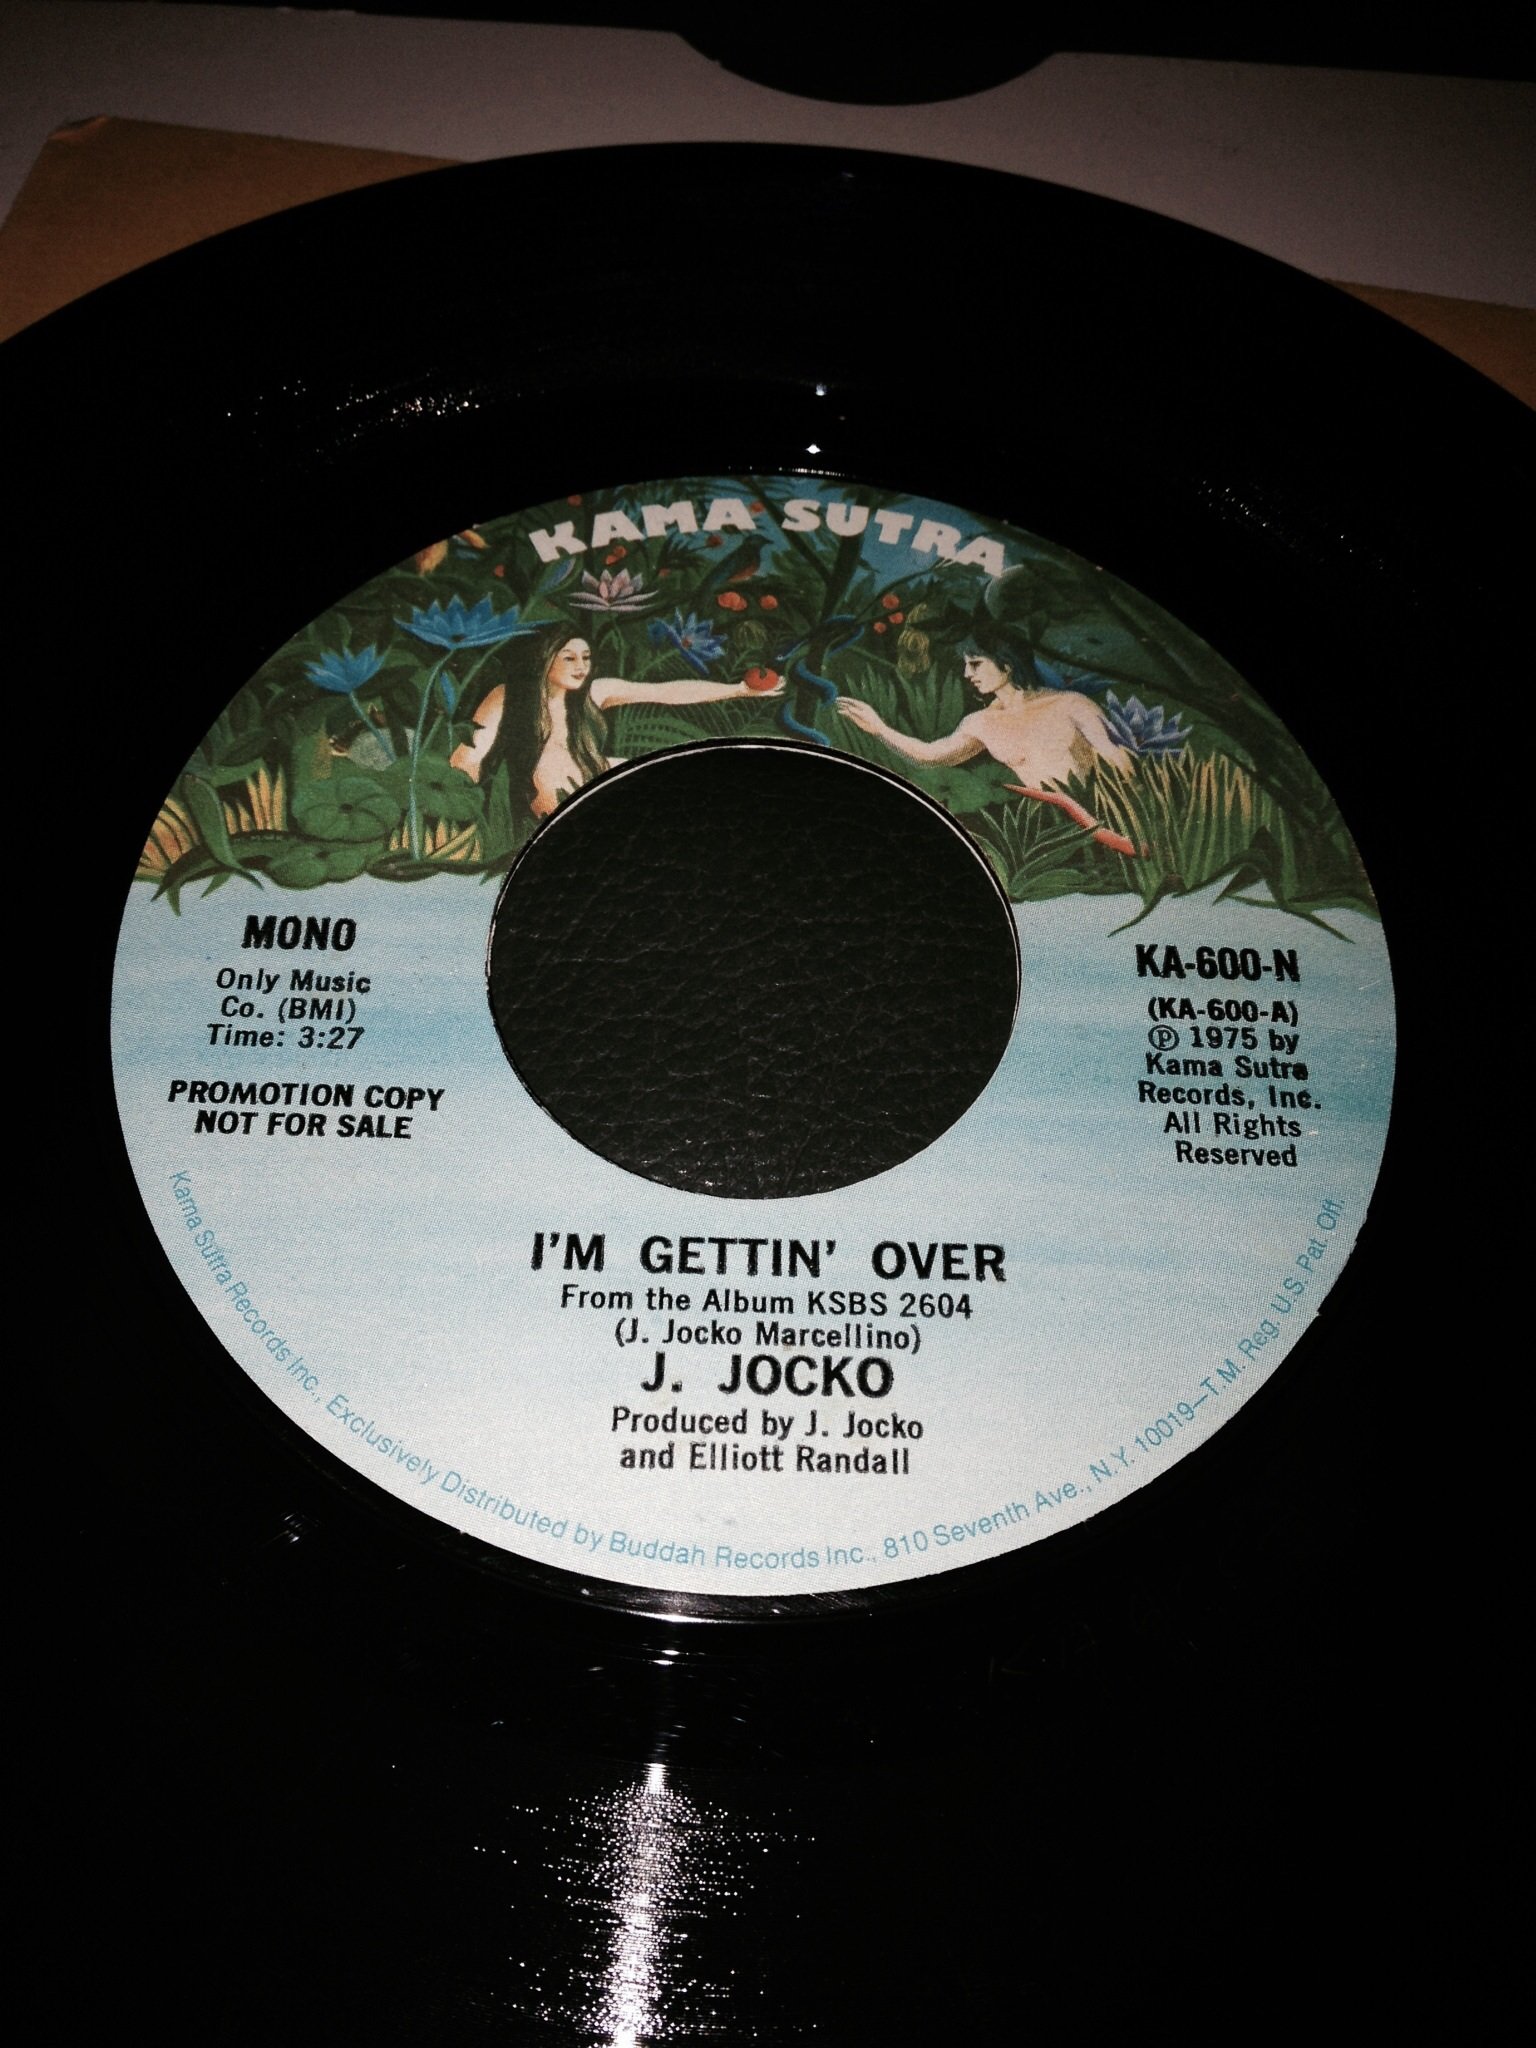 KAMA SUTRA
MONO
Only Music
Co. (BMI)
Time: 3:27
PROMOTION COPY
NOT FOR SALE
KA-600-N
(KA-600-A)
Ⓟ 1975 by
Kama Sutra
Records, Inc.
All Rights
Reserved
I'M GETTIN' OVER
From the Album KSBS 2604
(J. Jocko Marcellino)
J. JOCKO
Produced by J. Jocko
and Elliott Randall
Kama Sutra Records Inc., Exclusively Distributed by Buddah Records Inc., 810 Seventh Ave., N.Y. 10019—T.M. Reg. U.S. Pat. Off.